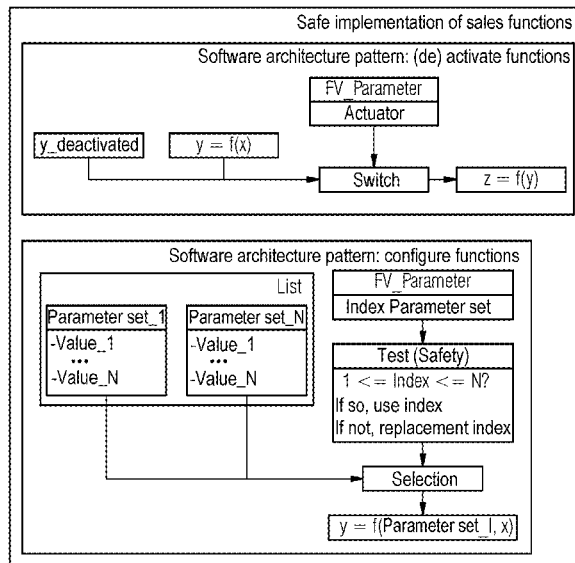 Safe implementation of sales functions
Software architecture pattern: (de) activate functions
FV_Parameter
Actuator
y_deactivated
y = f(x)
Switch
z = f(y)
Software architecture pattern: configure functions
List
FV_Parameter
Index Parameter set
Parameter set_1
-Value_1
...
-Value_N
Parameter set_N
-Value_1
...
-Value_N
Test (Safety)
1 <= Index <= N?
If so, use index
If not, replacement index
Selection
y = f(Parameter set_I, x)